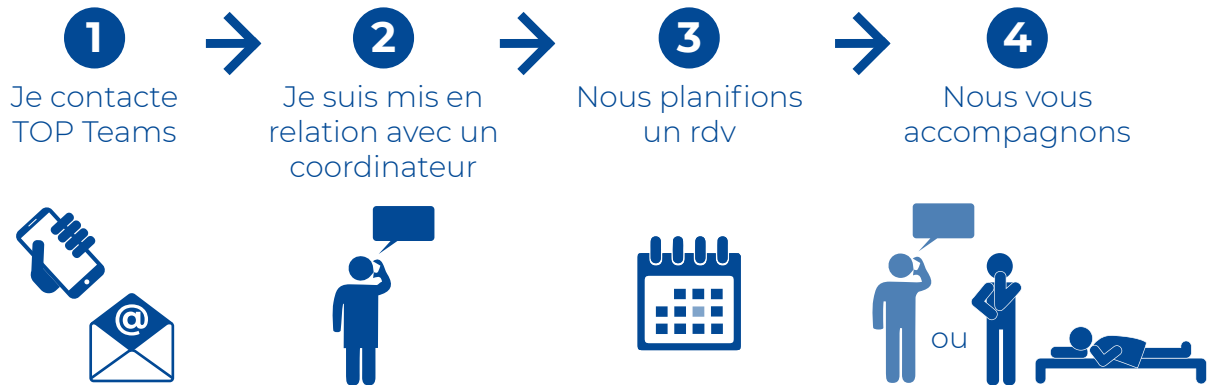 1
Je contacte
TOP Teams
2
Je suis mis en
relation avec un
coordinateur
3
Nous planifions
un rdv
4
Nous vous
accompagnons
@
ou